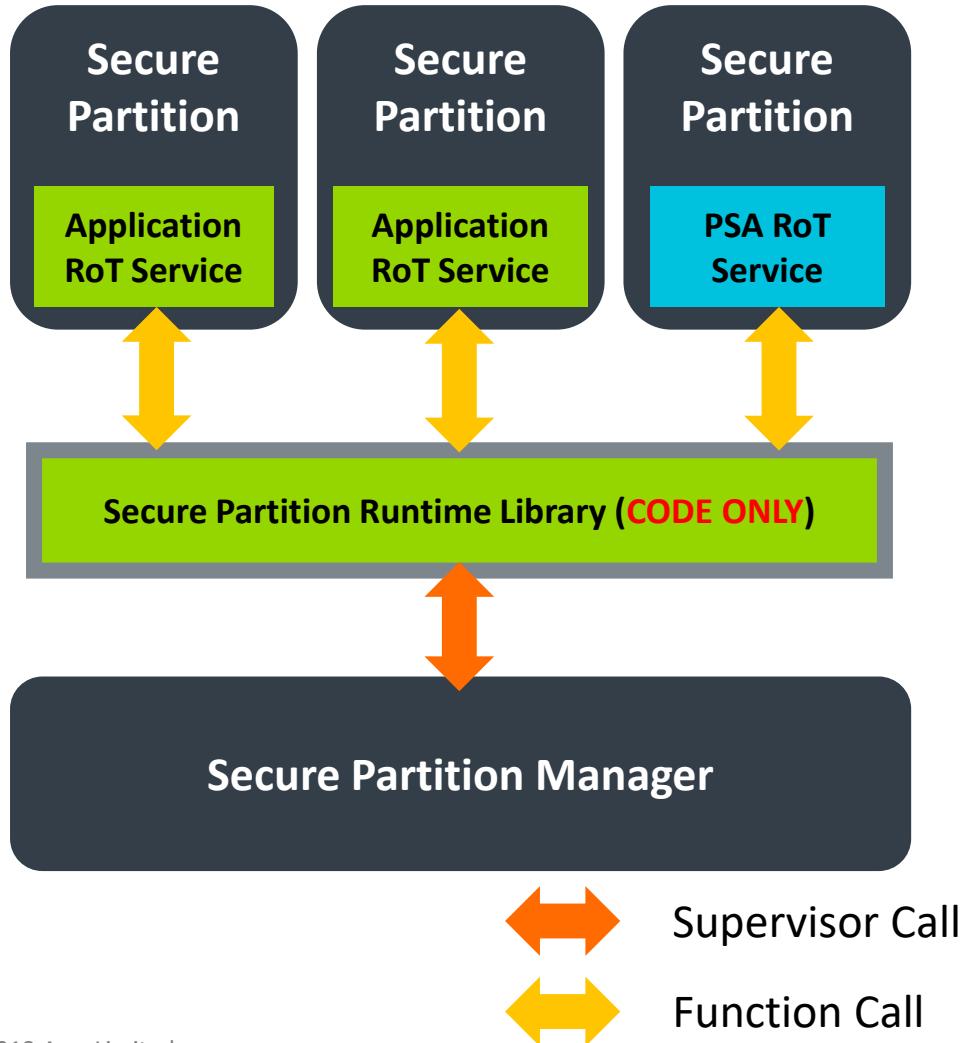 Secure
Partition
Application
RoT Service
Secure
Partition
Application
RoT Service
Secure
Partition
PSA RoT
Service
Secure Partition Runtime Library (CODE ONLY)
Secure Partition Manager
Supervisor Call
Function Call